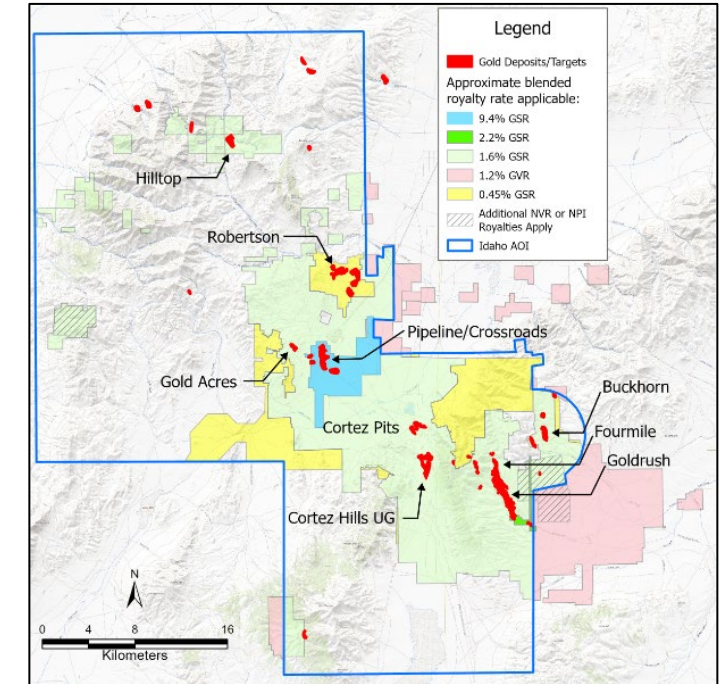 Legend
Gold Deposits/Targets
Approximate blended
royalty rate applicable:
9.4% GSR
2.2% GSR
1.6% GSR
1.2% GVR
0.45% GSR
Additional NVR or NPI
Royalties Apply
Idaho AOI
Hilltop
Robertson
Pipeline/Crossroads
Gold Acres
Buckhorn
Cortez Pits
Fourmile
Goldrush
Cortez Hills UG
N
0 4 8 16
Kilometers